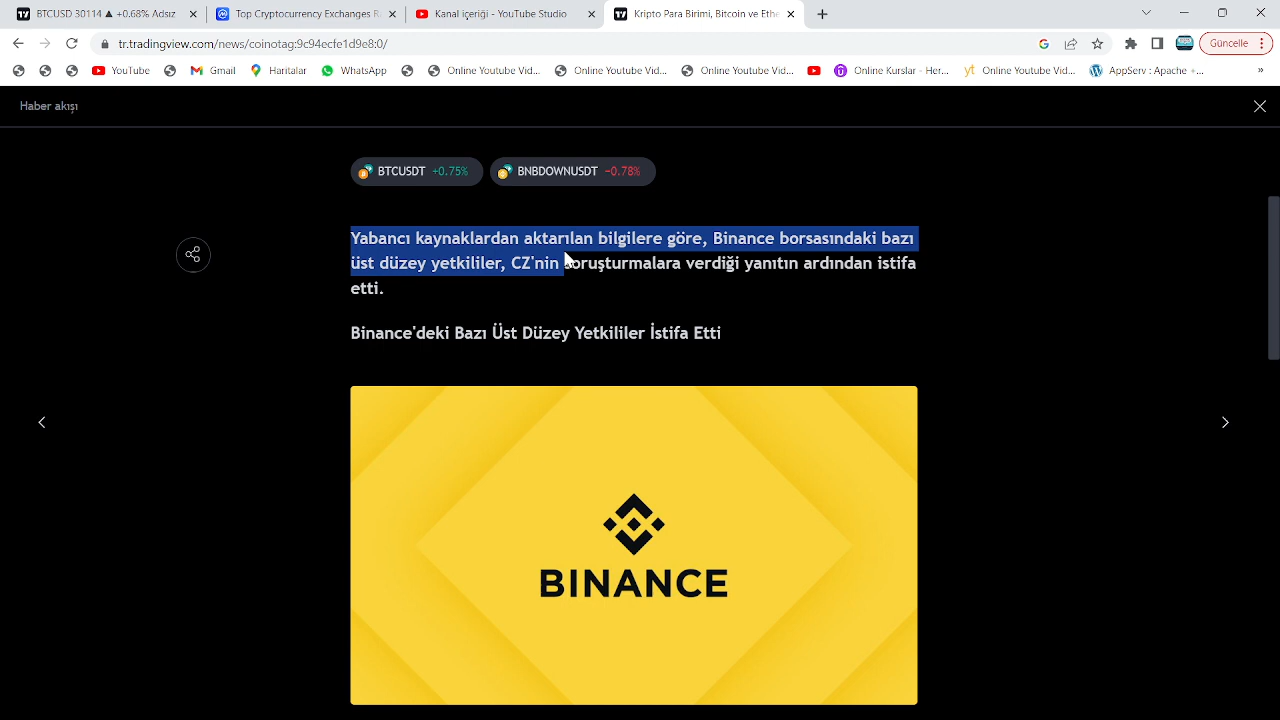 BTCUSD 30114 ▲ +0.68% Adsız
Top Cryptocurrency Exchanges R
Kanal içeriği - YouTube Studio
Kripto Para Birimi, Bitcoin ve Ethe
tr.tradingview.com/news/coinotag:9c94ecfe1d9e8:0/
Güncelle
YouTube
Gmail
Haritalar
WhatsApp
Online Youtube Vid...
Online Youtube Vid...
Online Youtube Vid...
Online Kurslar - Her...
yt Online Youtube Vid...
AppServ : Apache +...
»
Haber akışı
BTCUSDT +0.75%
BNBDOWNUSDT −0.78%
Yabancı kaynaklardan aktarılan bilgilere göre, Binance borsasındaki bazı
üst düzey yetkililer, CZ'nin soruşturmalara verdiği yanıtın ardından istifa
etti.
Binance'deki Bazı Üst Düzey Yetkililer İstifa Etti
BINANCE